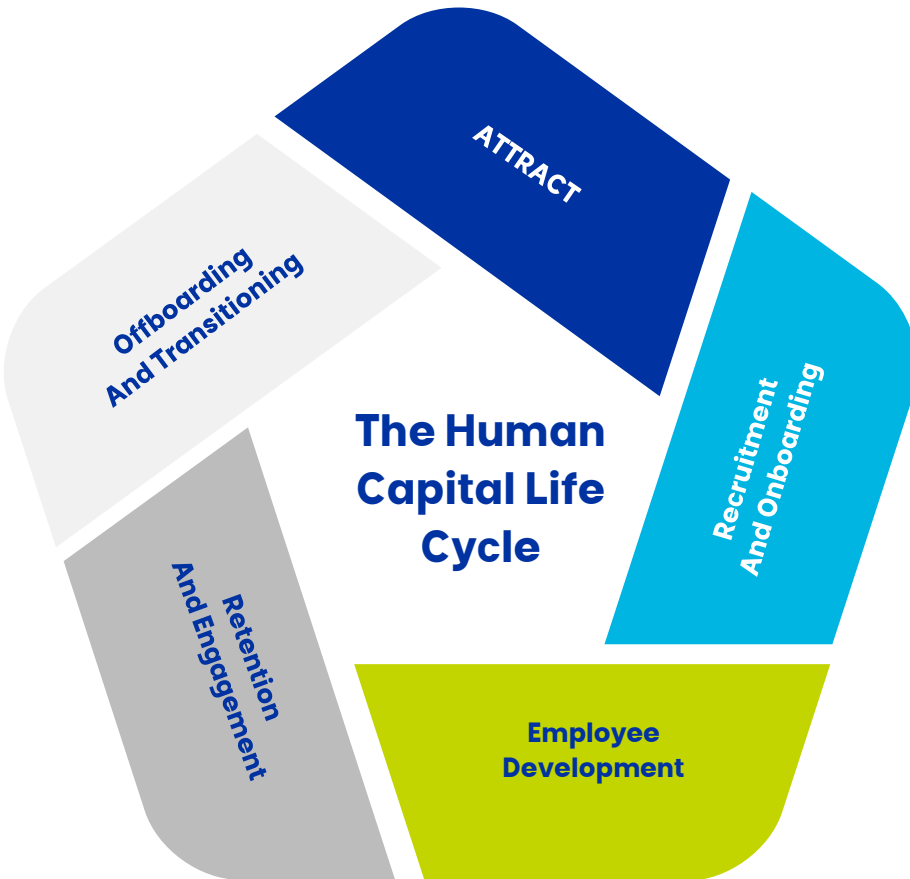 ATTRACT
Recruitment
And Onboarding
Employee
Development
Retention
And Engagement
Offboarding
And Transitioning
The Human
Capital Life
Cycle